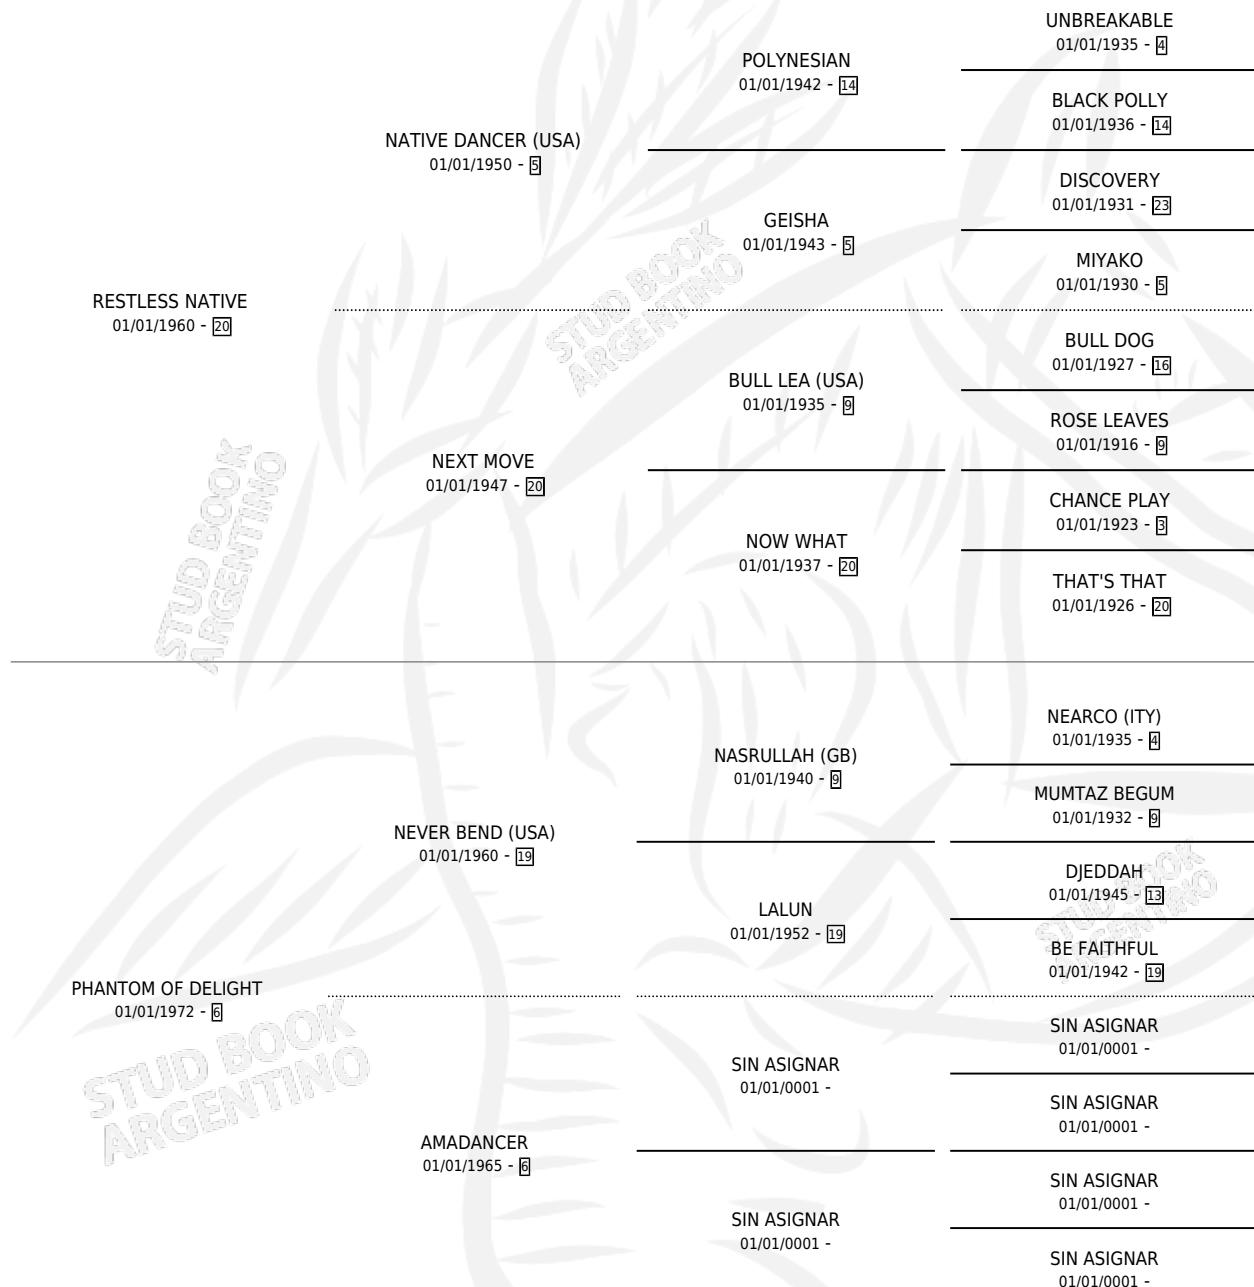 UNBREAKABLE
01/01/1935 - 4
POLYNESIAN
01/01/1942 - 14
BLACK POLLY
01/01/1936 - 14
NATIVE DANCER (USA)
01/01/1950 - 5
DISCOVERY
01/01/1931 - 23
GEISHA
01/01/1943 - 5
MIYAKO
01/01/1930 - 5
RESTLESS NATIVE
01/01/1960 - 20
BULL DOG
01/01/1927 - 16
BULL LEA (USA)
01/01/1935 - 9
ROSE LEAVES
01/01/1916 - 9
NEXT MOVE
01/01/1947 - 20
CHANCE PLAY
01/01/1923 - 3
NOW WHAT
01/01/1937 - 20
THAT'S THAT
01/01/1926 - 20
NEARCO (ITY)
01/01/1935 - 4
NASRULLAH (GB)
01/01/1940 - 9
MUMTAZ BEGUM
01/01/1932 - 9
NEVER BEND (USA)
01/01/1960 - 19
DJEDDAH
01/01/1945 - 13
LALUN
01/01/1952 - 19
BE FAITHFUL
01/01/1942 - 19
PHANTOM OF DELIGHT
01/01/1972 - 6
SIN ASIGNAR
01/01/0001 -
SIN ASIGNAR
01/01/0001 -
SIN ASIGNAR
01/01/0001 -
AMADANCER
01/01/1965 - 6
SIN ASIGNAR
01/01/0001 -
SIN ASIGNAR
01/01/0001 -
SIN ASIGNAR
01/01/0001 -
STUD BOOK
ARGENTINO
STUD BOOK
ARGENTINO
STUD BOOK
ARGENTINO
STUD BOOK
ARGENTINO